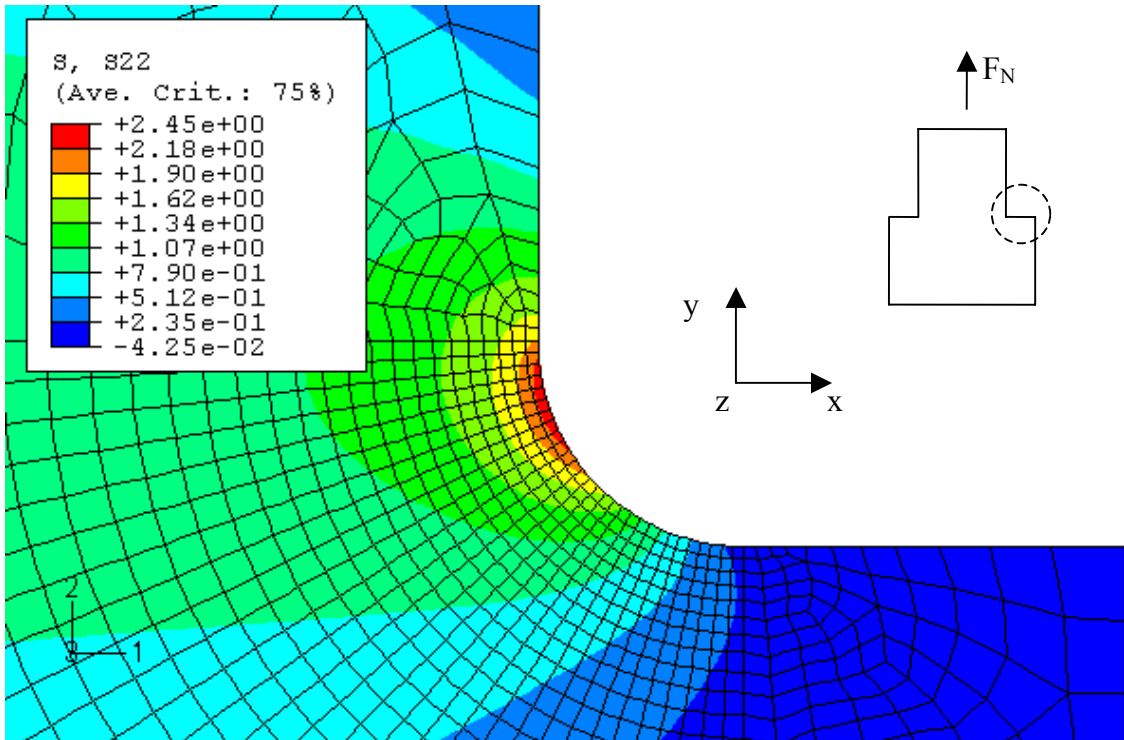 S, S22
(Ave. Crit.: 75%)
+2.45e+00
+2.18e+00
+1.90e+00
+1.62e+00
+1.34e+00
+1.07e+00
+7.90e-01
+5.12e-01
+2.35e-01
-4.25e-02
F_N
y
z
x
2
3
1